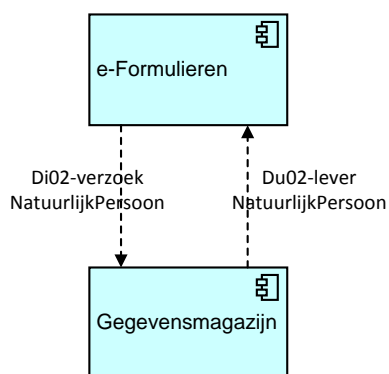 e-Formulieren
Di02-verzoek
NatuurlijkPersoon
Du02-lever
NatuurlijkPersoon
Gegevensmagazijn